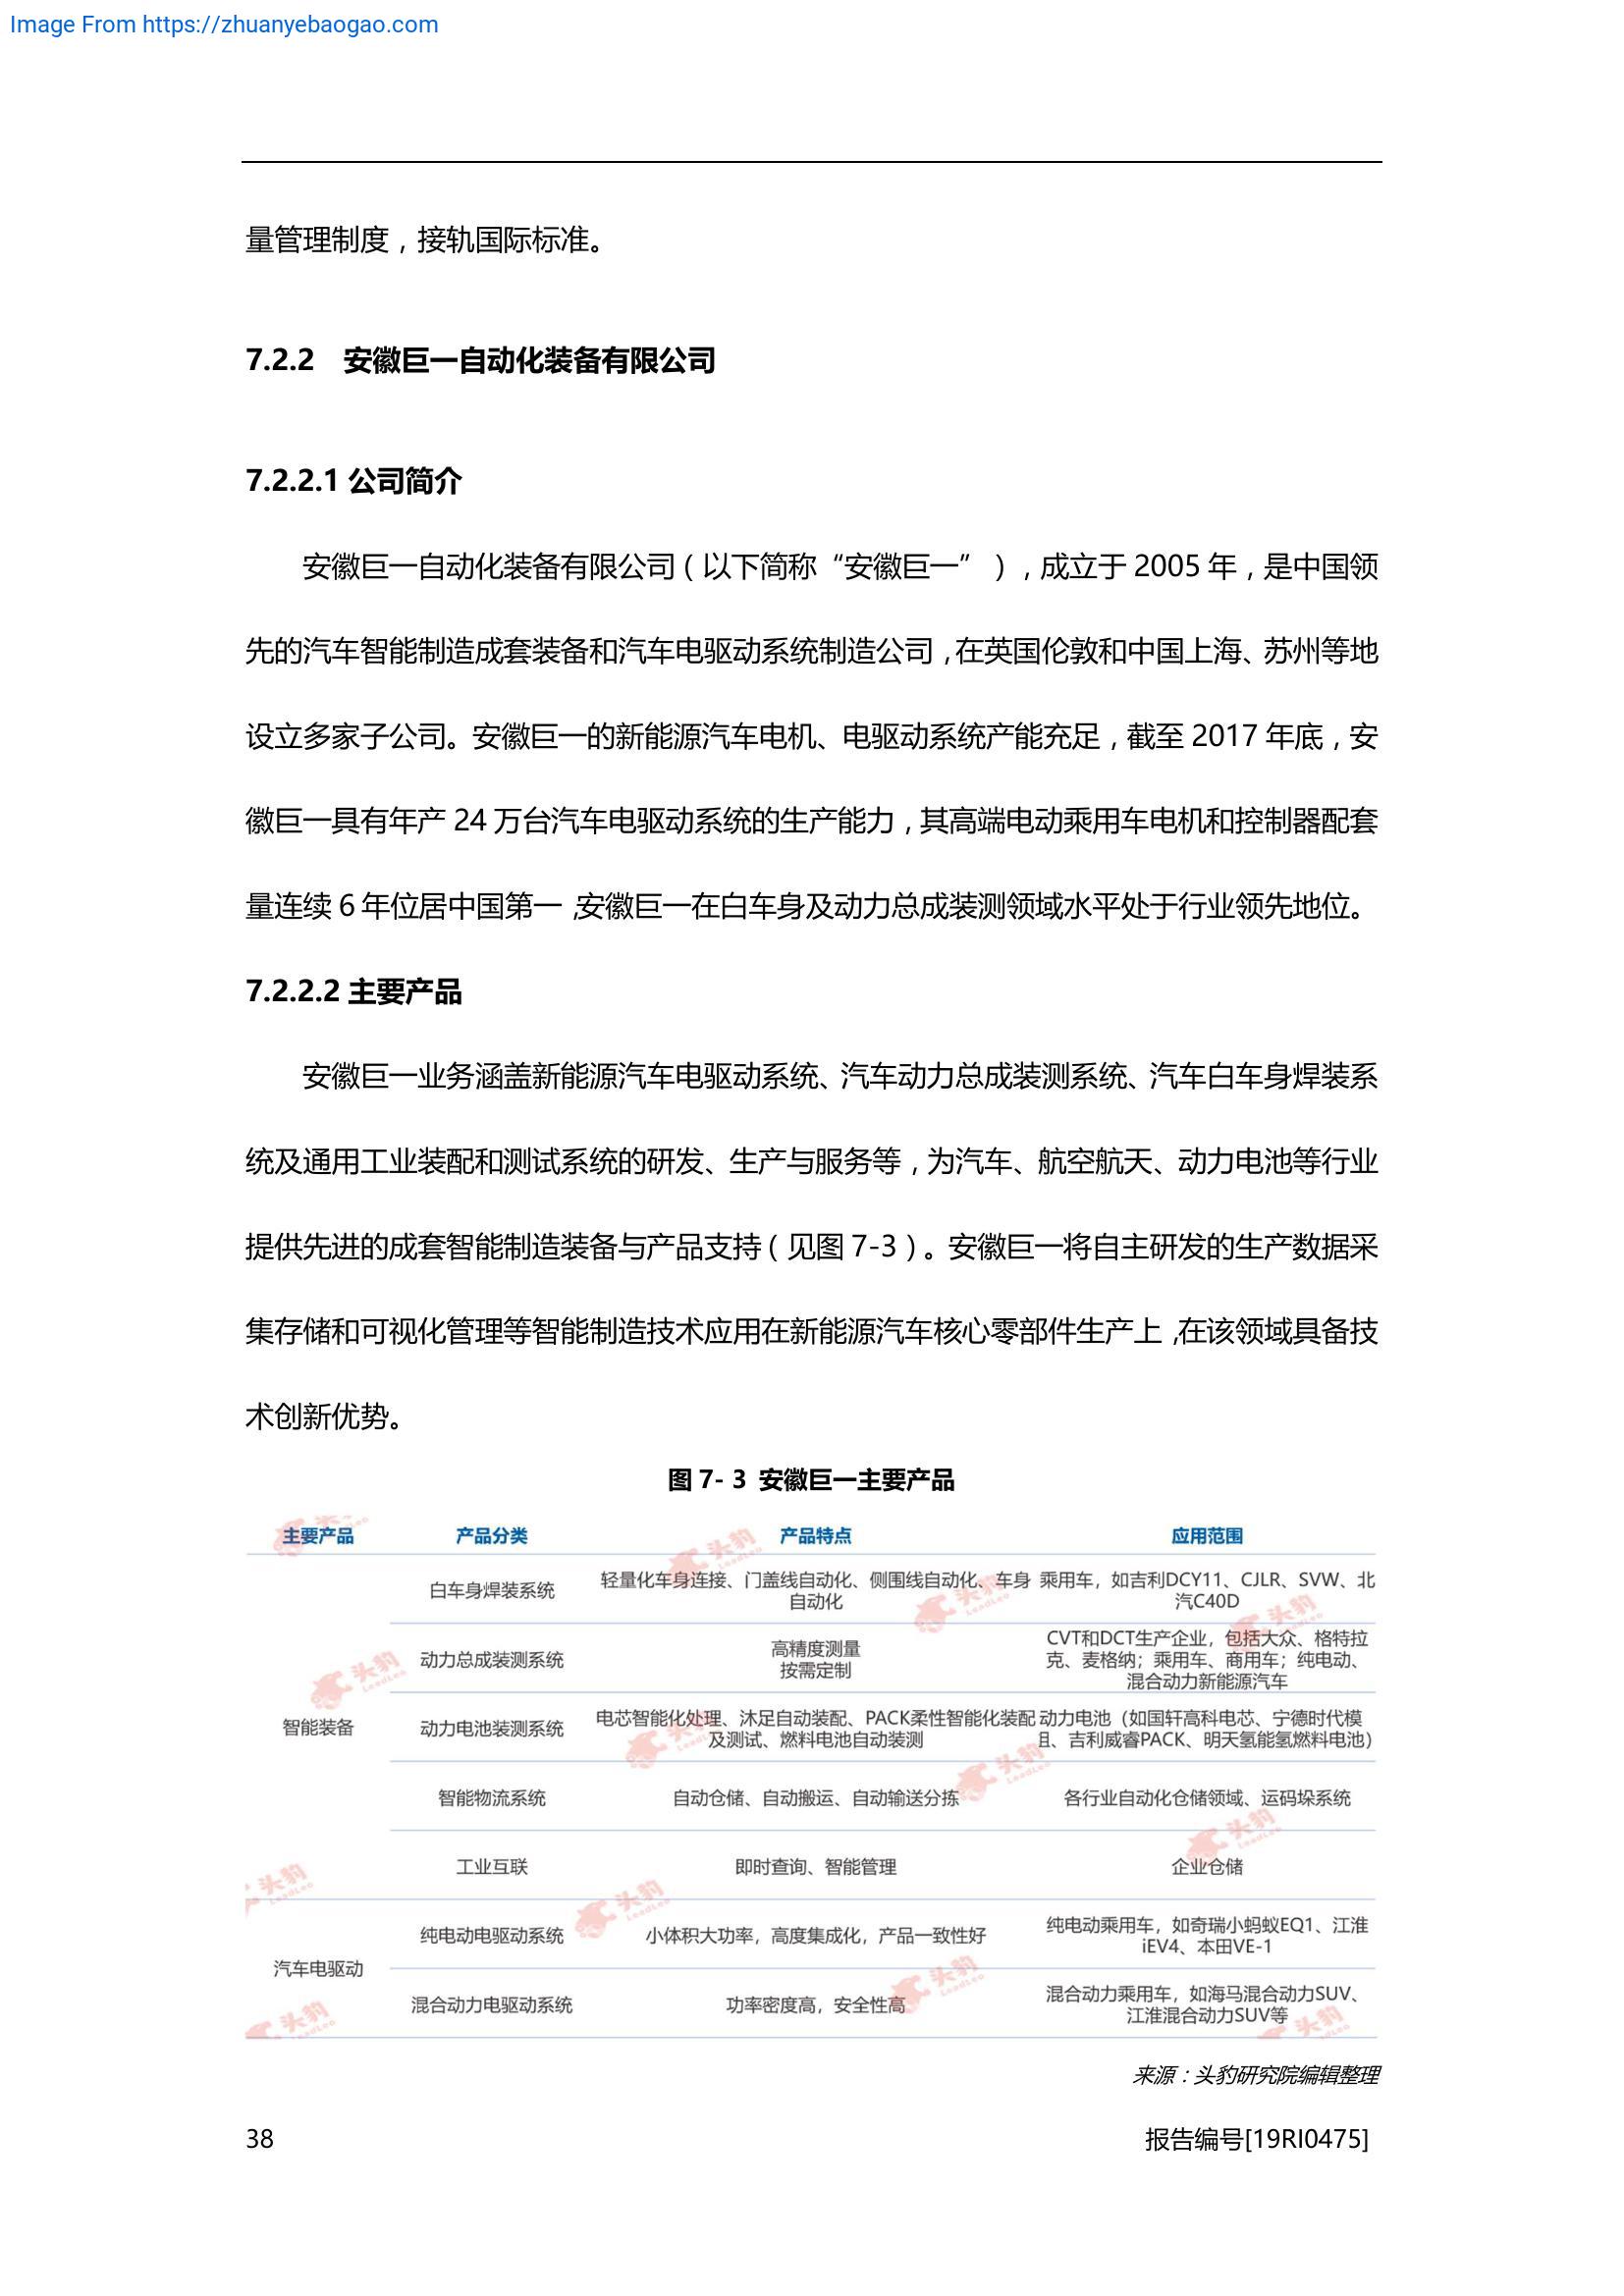 Image From https://zhuanyebaogao.com
量管理制度，接轨国际标准。
7.2.2 安徽巨一自动化装备有限公司
7.2.2.1 公司简介
安徽巨一自动化装备有限公司（以下简称“安徽巨一”），成立于 2005 年，是中国领
先的汽车智能制造成套装备和汽车电驱动系统制造公司，在英国伦敦和中国上海、苏州等地
设立多家子公司。安徽巨一的新能源汽车电机、电驱动系统产能充足，截至 2017 年底，安
徽巨一具有年产 24 万台汽车电驱动系统的生产能力，其高端电动乘用车电机和控制器配套
量连续 6 年位居中国第一，安徽巨一在白车身及动力总成装测领域水平处于行业领先地位。
7.2.2.2 主要产品
安徽巨一业务涵盖新能源汽车电驱动系统、汽车动力总成装测系统、汽车白车身焊装系
统及通用工业装配和测试系统的研发、生产与服务等，为汽车、航空航天、动力电池等行业
提供先进的成套智能制造装备与产品支持（见图 7-3）。安徽巨一将自主研发的生产数据采
集存储和可视化管理等智能制造技术应用在新能源汽车核心零部件生产上，在该领域具备技
术创新优势。
图 7- 3 安徽巨一主要产品
主要产品 产品分类 产品特点 应用范围
智能装备
白车身焊装系统
轻量化车身连接、门盖线自动化、侧围线自动化、车身
自动化
乘用车，如吉利DCY11、CJLR、SVW、北
汽C40D
动力总成装测系统
高精度测量
按需定制
CVT和DCT生产企业，包括大众、格特拉
克、麦格纳；乘用车、商用车；纯电动、
混合动力新能源汽车
动力电池装测系统
电芯智能化处理、沐足自动装配、PACK柔性智能化装配
及测试、燃料电池自动装测
动力电池（如国轩高科电芯、宁德时代模
组、吉利威睿PACK、明天氢能氢燃料电池）
智能物流系统
自动仓储、自动搬运、自动输送分拣
各行业自动化仓储领域、运码垛系统
工业互联
即时查询、智能管理
企业仓储
汽车电驱动
纯电动电驱动系统
小体积大功率，高度集成化，产品一致性好
纯电动乘用车，如奇瑞小蚂蚁EQ1、江淮
iEV4、本田VE-1
混合动力电驱动系统
功率密度高，安全性高
混合动力乘用车，如海马混合动力SUV、
江淮混合动力SUV等
来源：头豹研究院编辑整理
38
报告编号[19RI0475]